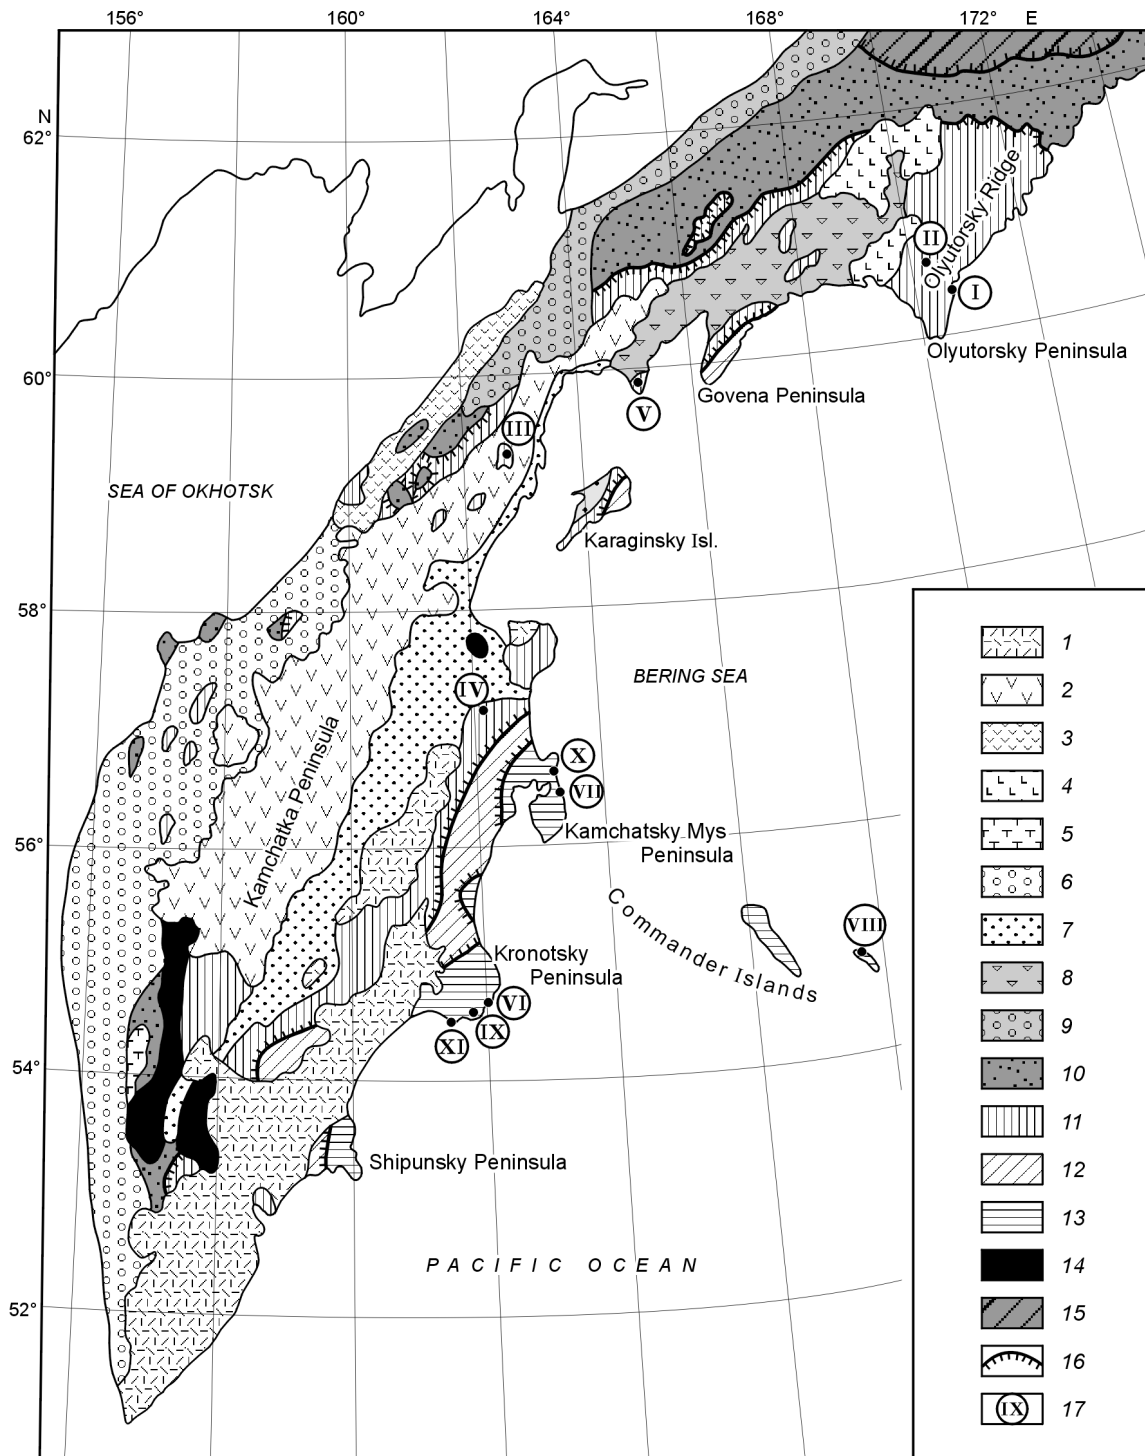 156° 160° 164° 168° 172° E
N
62°
Olyutorsky Ridge
II
I
Olyutorsky Peninsula
60°
Govena Peninsula
V
III
SEA OF OKHOTSK
Karaginsky Isl.
58°
BERING SEA
IV
X
VII
Kamchatka Peninsula
Kamchatsky Mys
Peninsula
56°
Commander Islands
VIII
Kronotsky
Peninsula
VI
IX
XI
54°
Shipunsky Peninsula
PACIFIC OCEAN
52°
1
2
3
4
5
6
7
8
9
10
11
12
13
14
15
16
IX 17